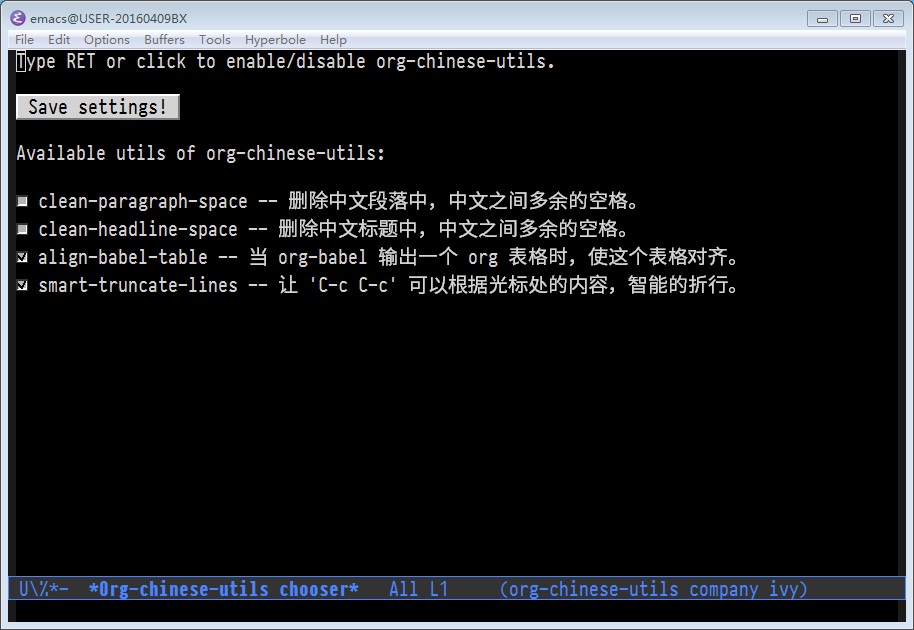 emacs@USER-20160409BX
File Edit Options Buffers Tools Hyperbole Help
Type RET or click to enable/disable org-chinese-utils.
Save settings!
Available utils of org-chinese-utils:
clean-paragraph-space -- 删除中文段落中，中文之间多余的空格。
clean-headline-space -- 删除中文标题中，中文之间多余的空格。
align-babel-table -- 当 org-babel 输出一个 org 表格时，使这个表格对齐。
smart-truncate-lines -- 让 'C-c C-c' 可以根据光标处的内容，智能的折行。
U\%*- *Org-chinese-utils chooser* All L1 (org-chinese-utils company ivy)